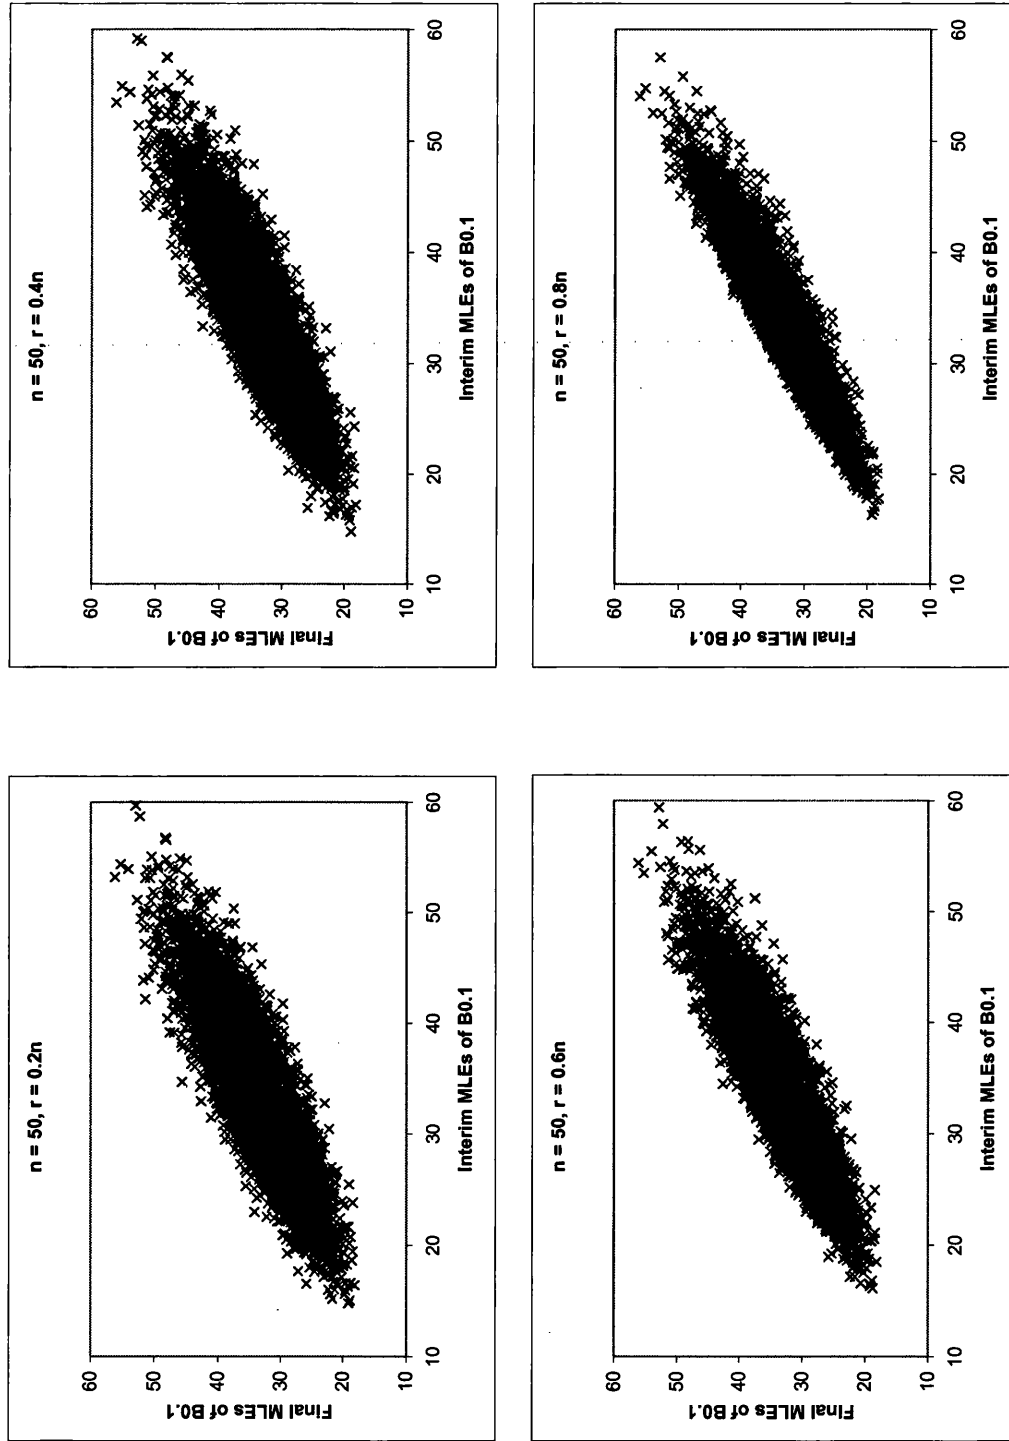 n = 50, r = 0.2n
Final MLEs of B0.1
60
50
40
30
20
10
10 20 30 40 50 60
Interim MLEs of B0.1
n = 50, r = 0.4n
Final MLEs of B0.1
60
50
40
30
20
10
10 20 30 40 50 60
Interim MLEs of B0.1
n = 50, r = 0.6n
Final MLEs of B0.1
60
50
40
30
20
10
10 20 30 40 50 60
Interim MLEs of B0.1
n = 50, r = 0.8n
Final MLEs of B0.1
60
50
40
30
20
10
10 20 30 40 50 60
Interim MLEs of B0.1